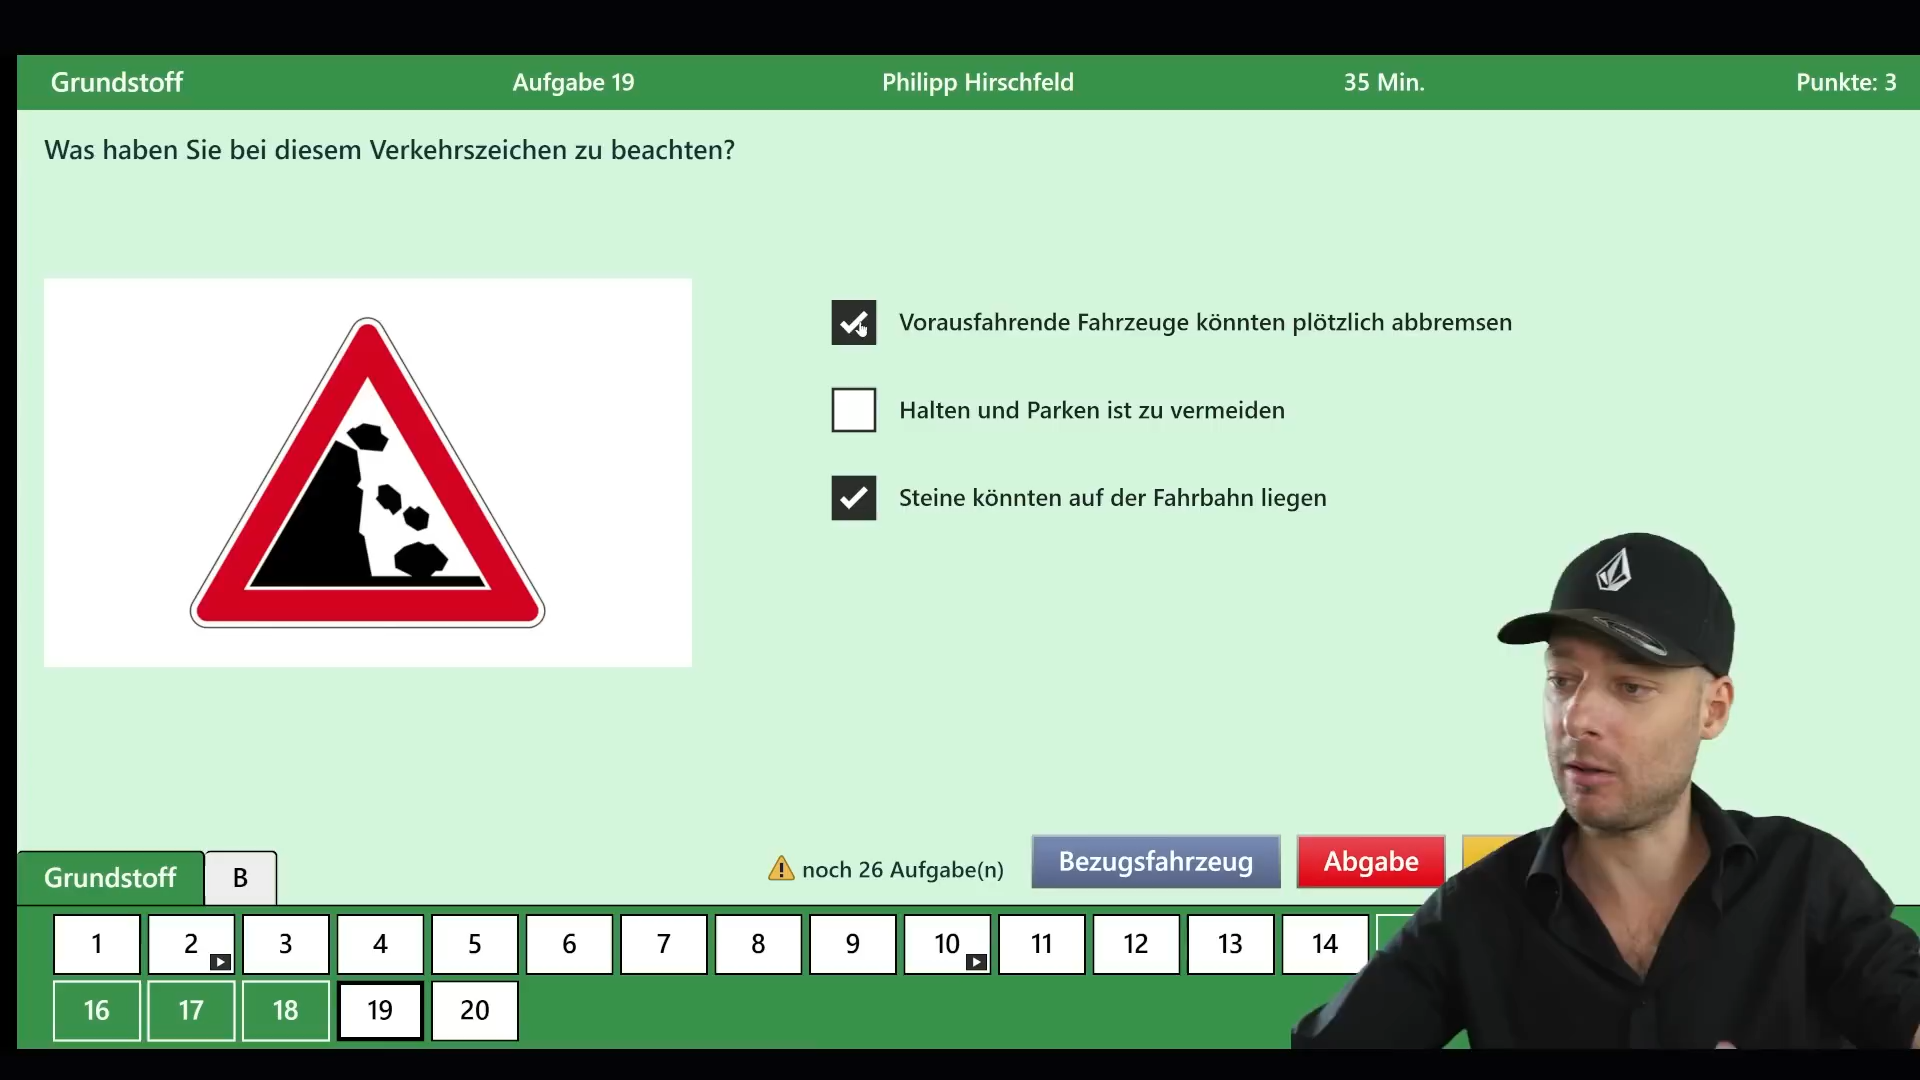 Grundstoff Aufgabe 19 Philipp Hirschfeld 35 Min. Punkte: 3
Was haben Sie bei diesem Verkehrszeichen zu beachten?
Vorausfahrende Fahrzeuge könnten plötzlich abbremsen
Halten und Parken ist zu vermeiden
Steine könnten auf der Fahrbahn liegen
Grundstoff B noch 26 Aufgabe(n) Bezugsfahrzeug Abgabe
1 2 3 4 5 6 7 8 9 10 11 12 13 14
16 17 18 19 20